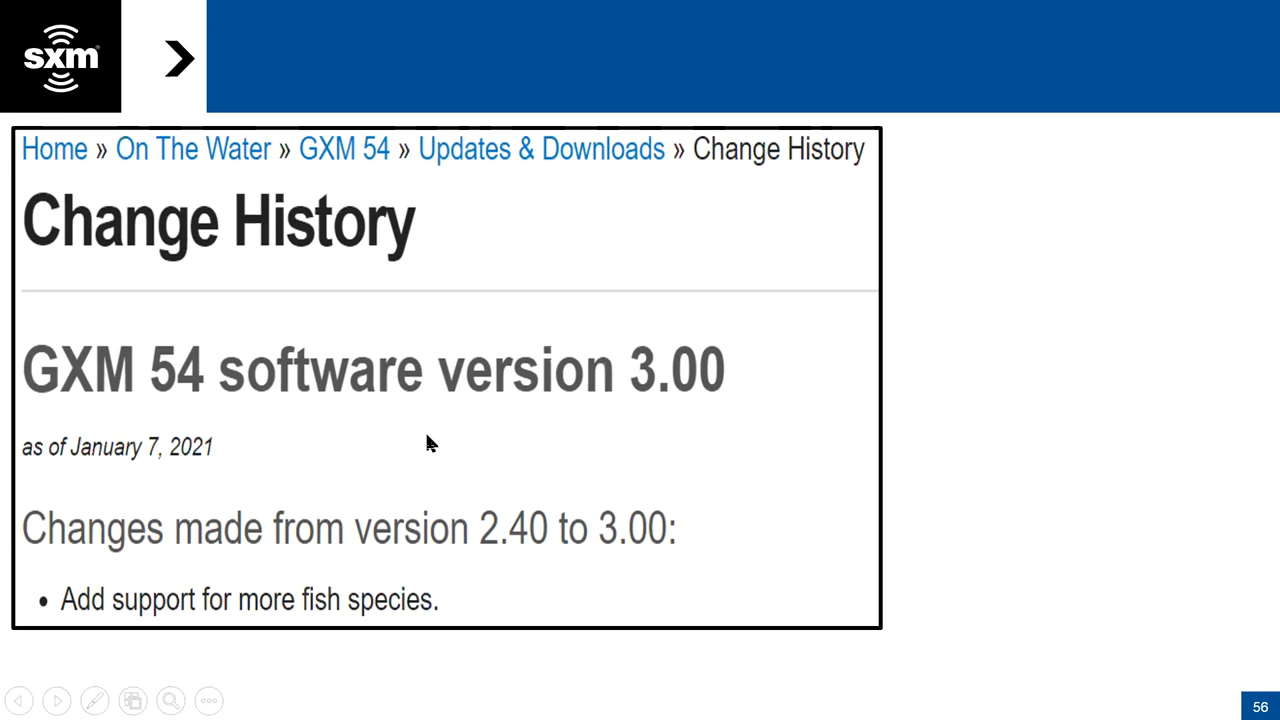 sxm
Home » On The Water » GXM 54 » Updates & Downloads » Change History
Change History
GXM 54 software version 3.00
as of January 7, 2021
Changes made from version 2.40 to 3.00:
• Add support for more fish species.
56